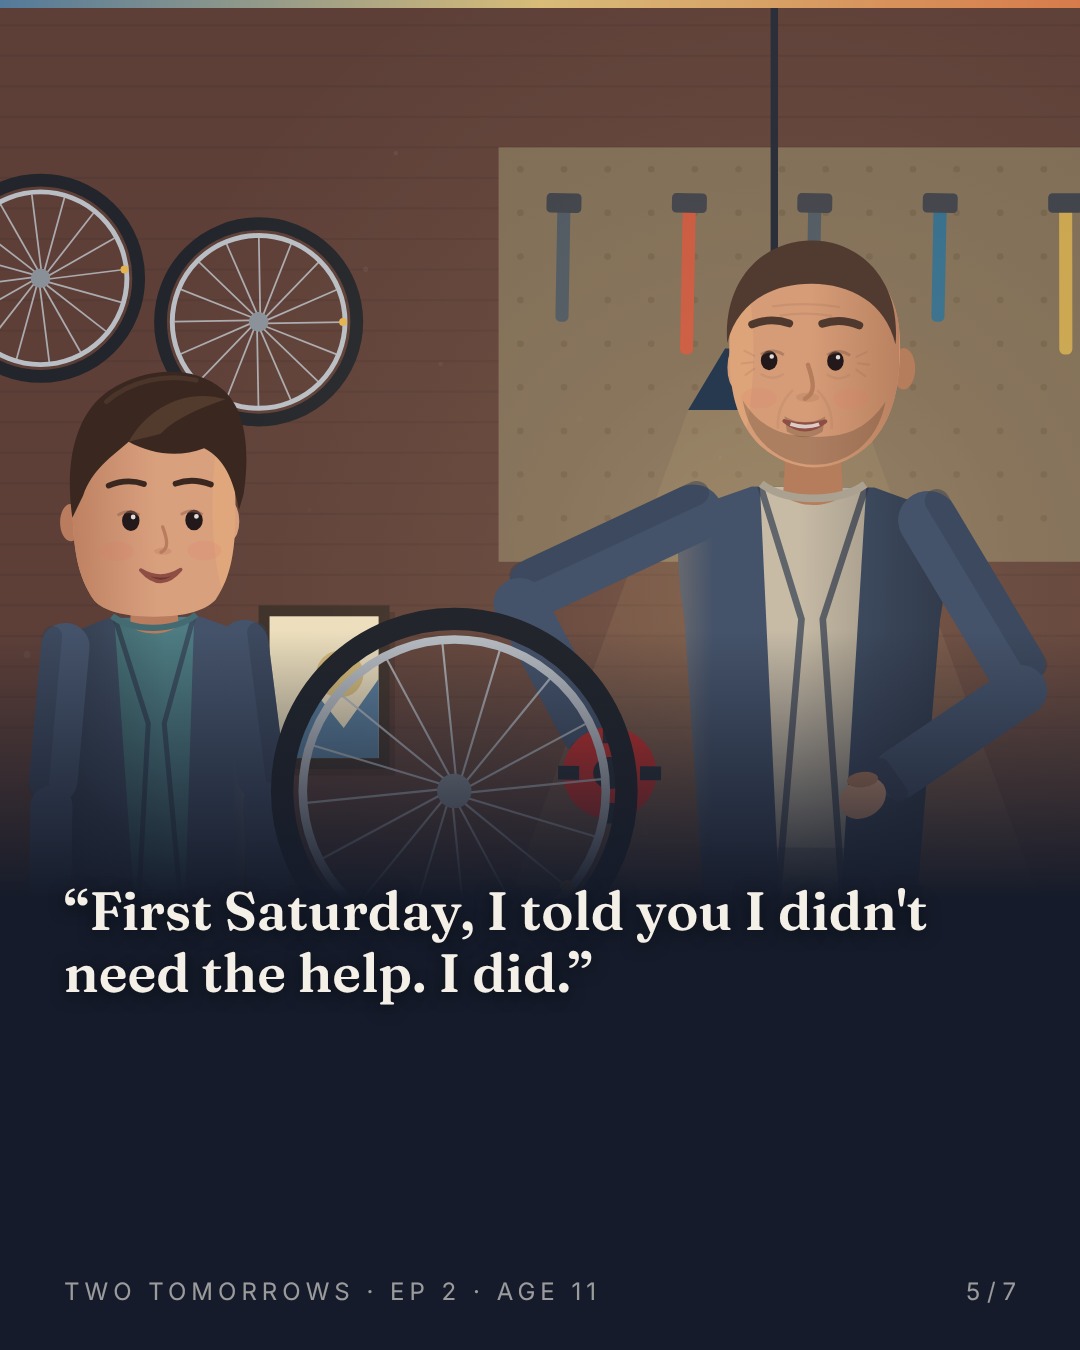 “First Saturday, I told you I didn't
need the help. I did.”
TWO TOMORROWS · EP 2 · AGE 11
5/7